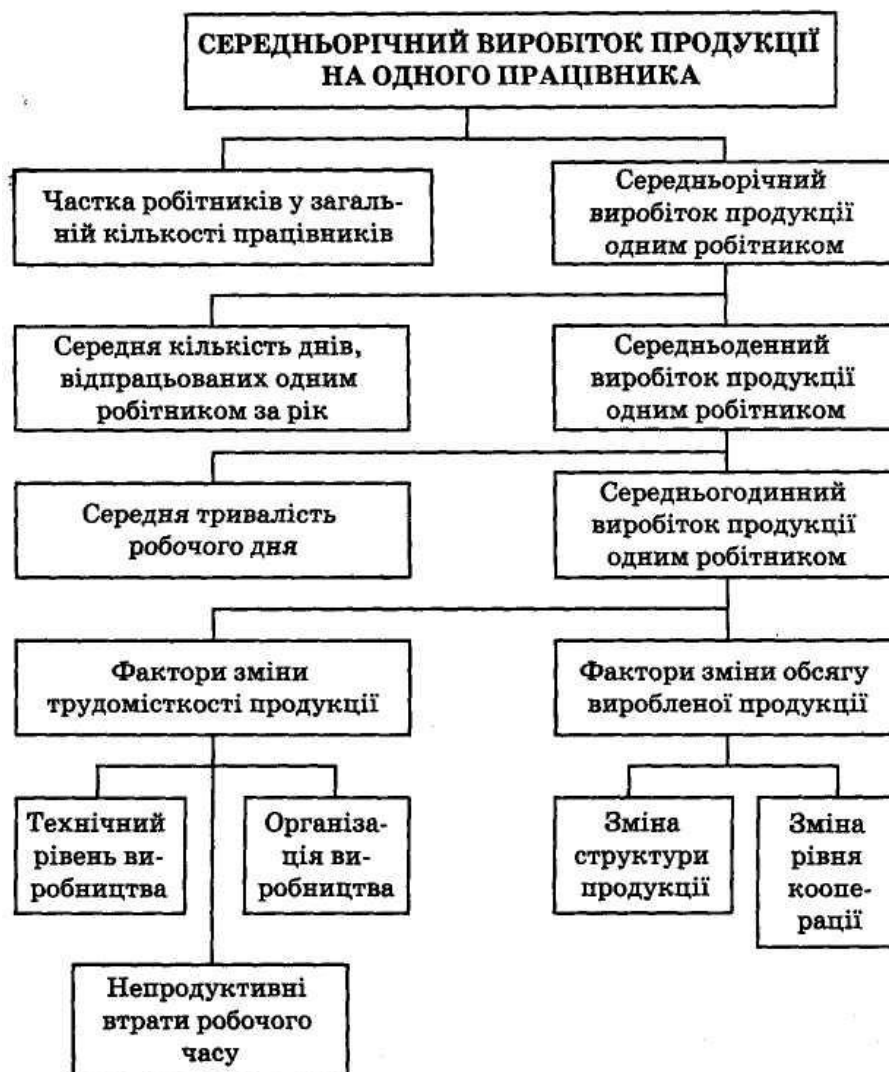 СЕРЕДНЬОРІЧНИЙ ВИРОБІТОК ПРОДУКЦІЇ
НА ОДНОГО ПРАЦІВНИКА
Частка робітників у загаль-
ній кількості працівників
Середньорічний
виробіток продукції
одним робітником
Середня кількість днів,
відпрацьованих одним
робітником за рік
Середньоденний
виробіток продукції
одним робітником
Середня тривалість
робочого дня
Середньогодинний
виробіток продукції
одним робітником
Фактори зміни
трудомісткості продукції
Фактори зміни обсягу
виробленої продукції
Технічний
рівень ви-
робництва
Організа-
ція ви-
робництва
Зміна
структури
продукції
Зміна
рівня
коопе-
рації
Непродуктивні
втрати робочого
часу